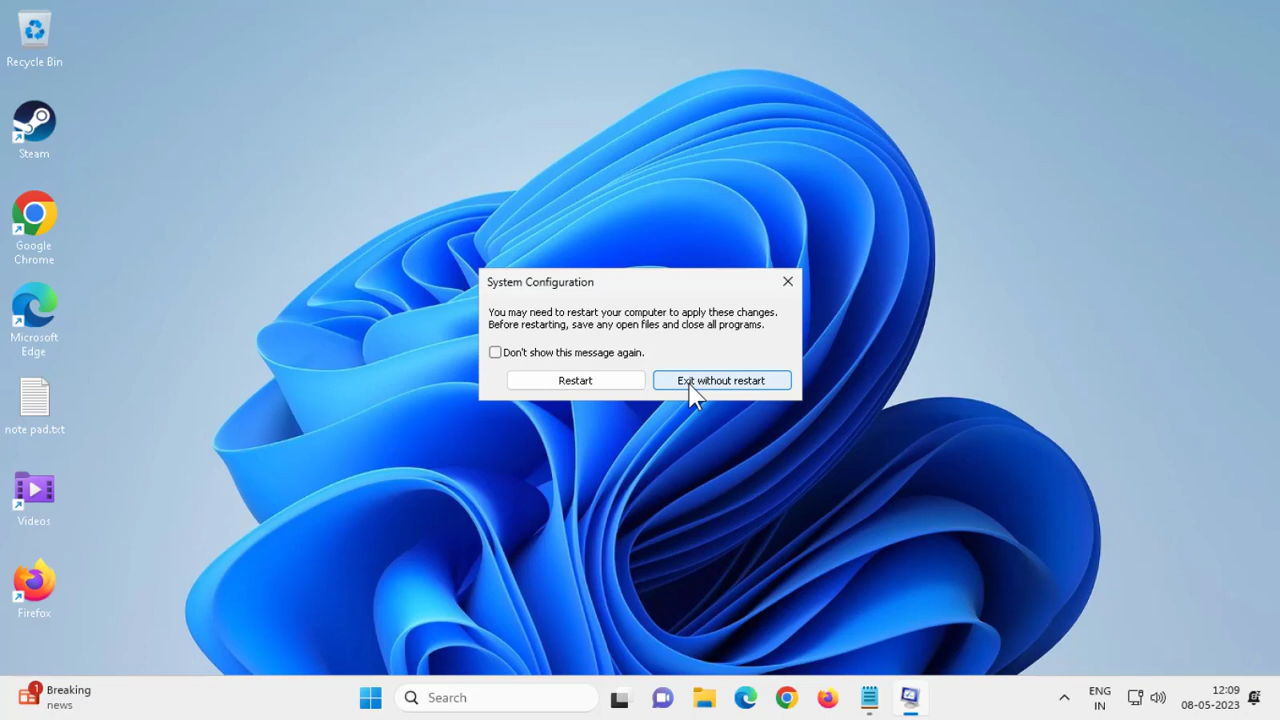 Recycle Bin
Steam
Google
Chrome
Microsoft
Edge
note pad.txt
Videos
Firefox
System Configuration
You may need to restart your computer to apply these changes.
Before restarting, save any open files and close all programs.
Don't show this message again.
Restart
Exit without restart
1
Breaking
news
Search
ENG
IN
12:09
08-05-2023